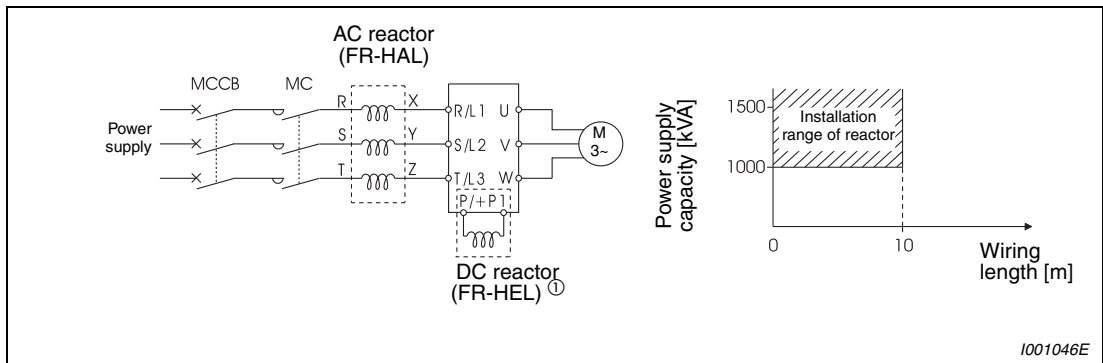 AC reactor
(FR-HAL)
MCCB
MC
R
X
R/L1
U
Power
supply
S
Y
S/L2
V
M
3~
T
Z
T/L3
W
P/+
P1
DC reactor
(FR-HEL) ①
Power supply
capacity [kVA]
1500
Installation
range of reactor
1000
0
10
Wiring
length [m]
I001046E